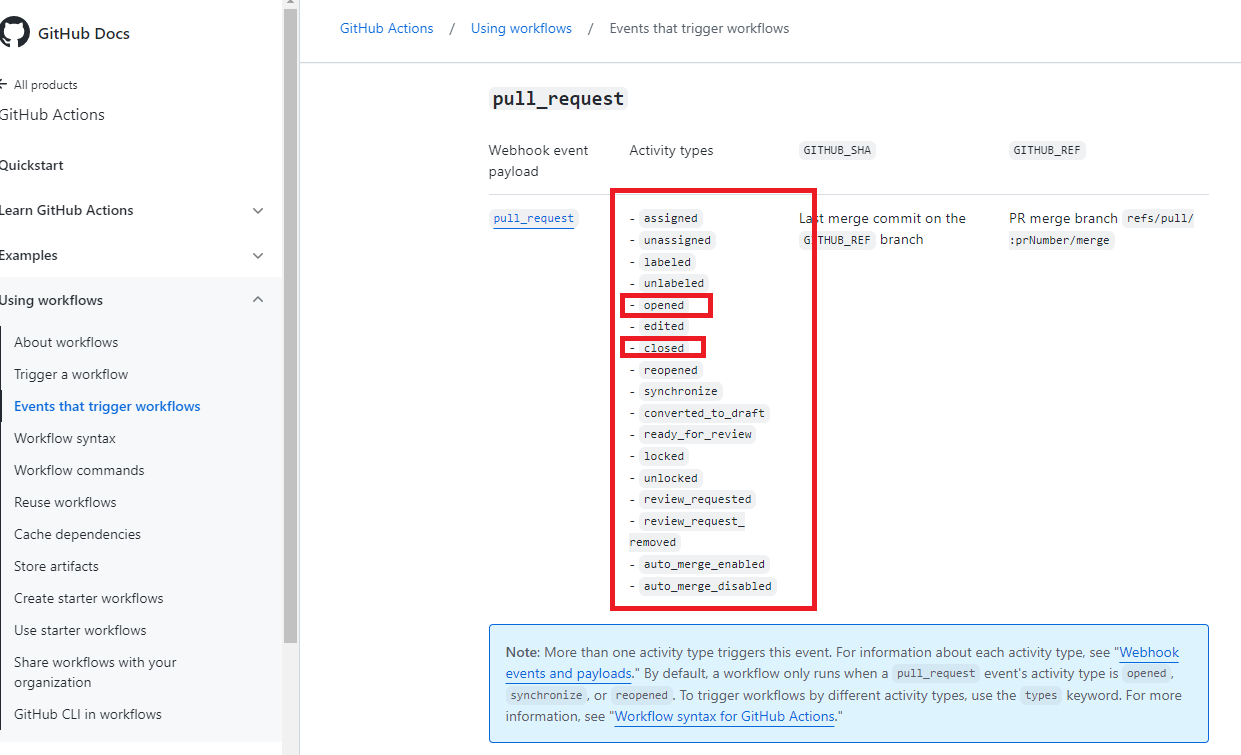 GitHub Docs
All products
GitHub Actions
Quickstart
Learn GitHub Actions
Examples
Using workflows
About workflows
Trigger a workflow
Events that trigger workflows
Workflow syntax
Workflow commands
Reuse workflows
Cache dependencies
Store artifacts
Create starter workflows
Use starter workflows
Share workflows with your
organization
GitHub CLI in workflows
GitHub Actions / Using workflows / Events that trigger workflows
pull_request
Webhook event
payload
Activity types
GITHUB_SHA
GITHUB_REF
pull_request
- assigned
- unassigned
- labeled
- unlabeled
- opened
- edited
- closed
- reopened
- synchronize
- converted_to_draft
- ready_for_review
- locked
- unlocked
- review_requested
- review_request_
removed
- auto_merge_enabled
- auto_merge_disabled
Last merge commit on the
GITHUB_REF branch
PR merge branch refs/pull/
:prNumber/merge
Note: More than one activity type triggers this event. For information about each activity type, see "Webhook
events and payloads." By default, a workflow only runs when a pull_request event's activity type is opened,
synchronize, or reopened. To trigger workflows by different activity types, use the types keyword. For more
information, see "Workflow syntax for GitHub Actions."